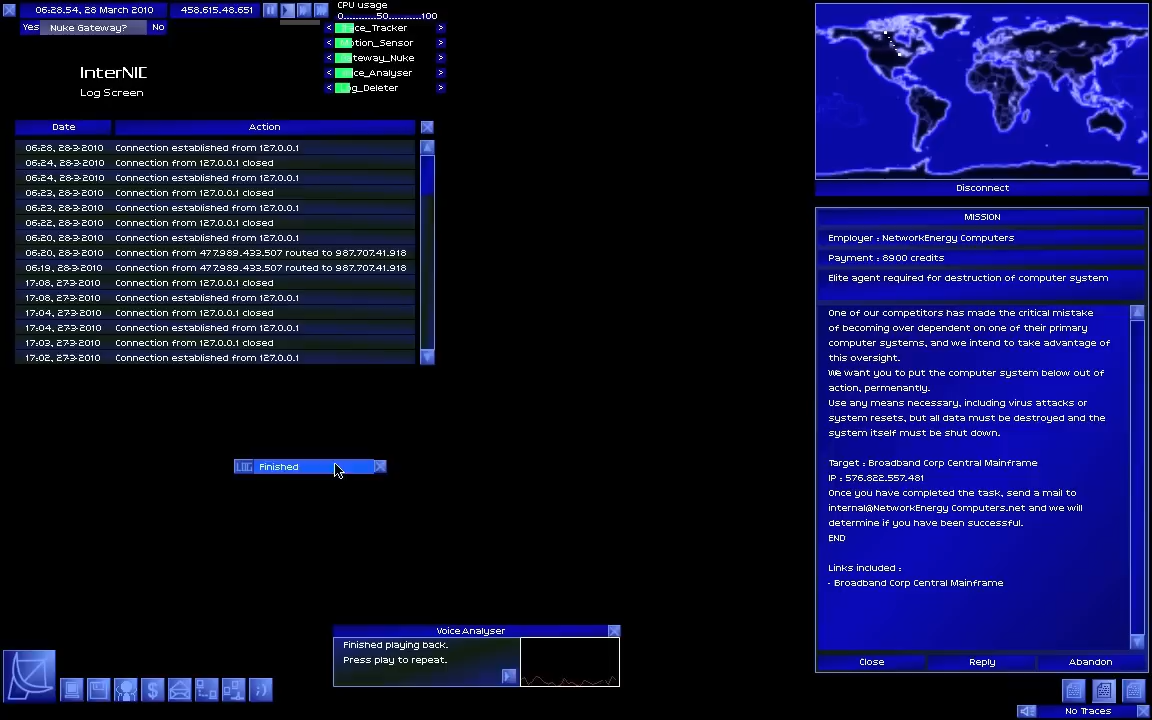 06:28.54, 28 March 2010
458.615.48.651
Yes
Nuke Gateway?
No
CPU usage
0......50......100
< ce_Tracker >
< Motion_Sensor >
< teway_Nuke >
< ce_Analyser >
< g_Deleter >
InterNIC
Log Screen
Date Action
06:28, 28-3-2010 Connection established from 127.0.0.1
06:24, 28-3-2010 Connection from 127.0.0.1 closed
06:24, 28-3-2010 Connection established from 127.0.0.1
06:23, 28-3-2010 Connection from 127.0.0.1 closed
06:23, 28-3-2010 Connection established from 127.0.0.1
06:22, 28-3-2010 Connection from 127.0.0.1 closed
06:20, 28-3-2010 Connection established from 127.0.0.1
06:20, 28-3-2010 Connection from 477.989.433.507 routed to 987.707.41.918
06:19, 28-3-2010 Connection from 477.989.433.507 routed to 987.707.41.918
17:08, 27-3-2010 Connection from 127.0.0.1 closed
17:08, 27-3-2010 Connection established from 127.0.0.1
17:04, 27-3-2010 Connection from 127.0.0.1 closed
17:04, 27-3-2010 Connection established from 127.0.0.1
17:03, 27-3-2010 Connection from 127.0.0.1 closed
17:02, 27-3-2010 Connection established from 127.0.0.1
LOG Finished
Voice Analyser
Finished playing back.
Press play to repeat.
Disconnect
MISSION
Employer : NetworkEnergy Computers
Payment : 8900 credits
Elite agent required for destruction of computer system
One of our competitors has made the critical mistake
of becoming over dependent on one of their primary
computer systems, and we intend to take advantage of
this oversight.
We want you to put the computer system below out of
action, permenantly.
Use any means necessary, including virus attacks or
system resets, but all data must be destroyed and the
system itself must be shut down.
Target : Broadband Corp Central Mainframe
IP : 576.822.557.481
Once you have completed the task, send a mail to
internal@NetworkEnergy Computers.net and we will
determine if you have been successful.
END
Links included :
- Broadband Corp Central Mainframe
Close
Reply
Abandon
No Traces